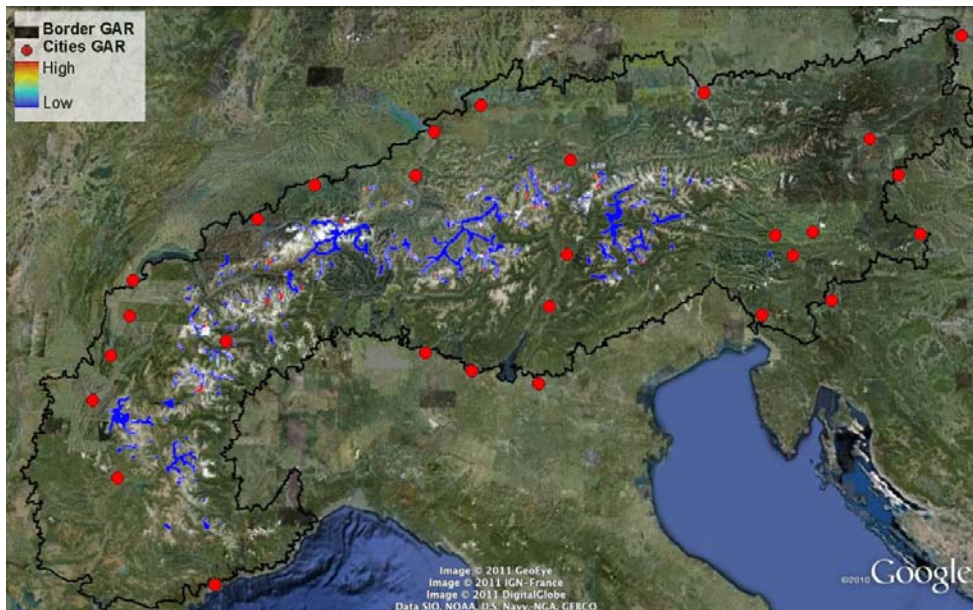 Border GAR
Cities GAR
High
Low
Image © 2011 GeoEye
Image © 2011 IGN-France
Image © 2011 DigitalGlobe
Data SIO, NOAA, U.S. Navy, NGA, GEBCO
©2010 Google